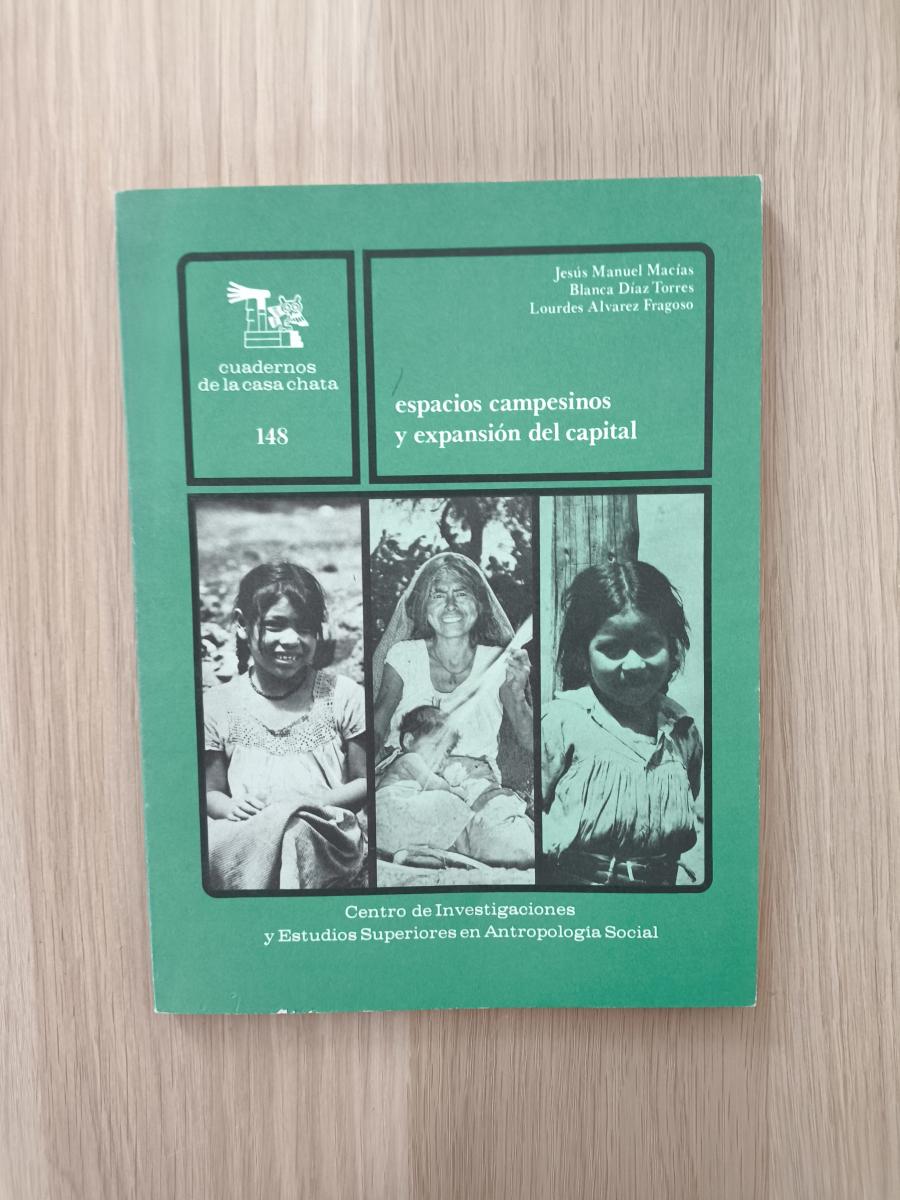 cuadernos
de la casa chata
148
Jesús Manuel Macías
Blanca Díaz Torres
Lourdes Alvarez Fragoso
espacios campesinos
y expansión del capital
Centro de Investigaciones
y Estudios Superiores en Antropología Social